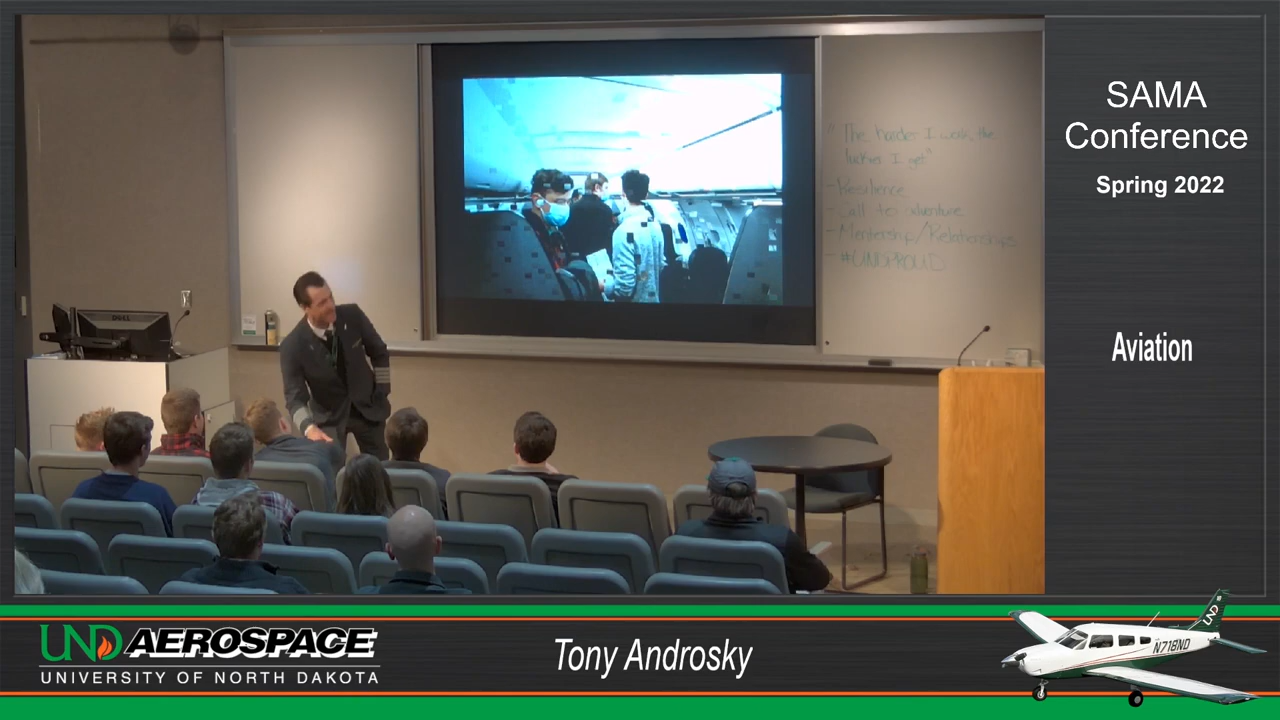 SAMA
Conference
Spring 2022
"The harder I work, the
luckier I get"
- Resilience
- Call to adventure
- Mentorship/Relationships
- #UNDPROUD
DELL
Aviation
UND AEROSPACE
UNIVERSITY OF NORTH DAKOTA
Tony Androsky
UND
N718ND